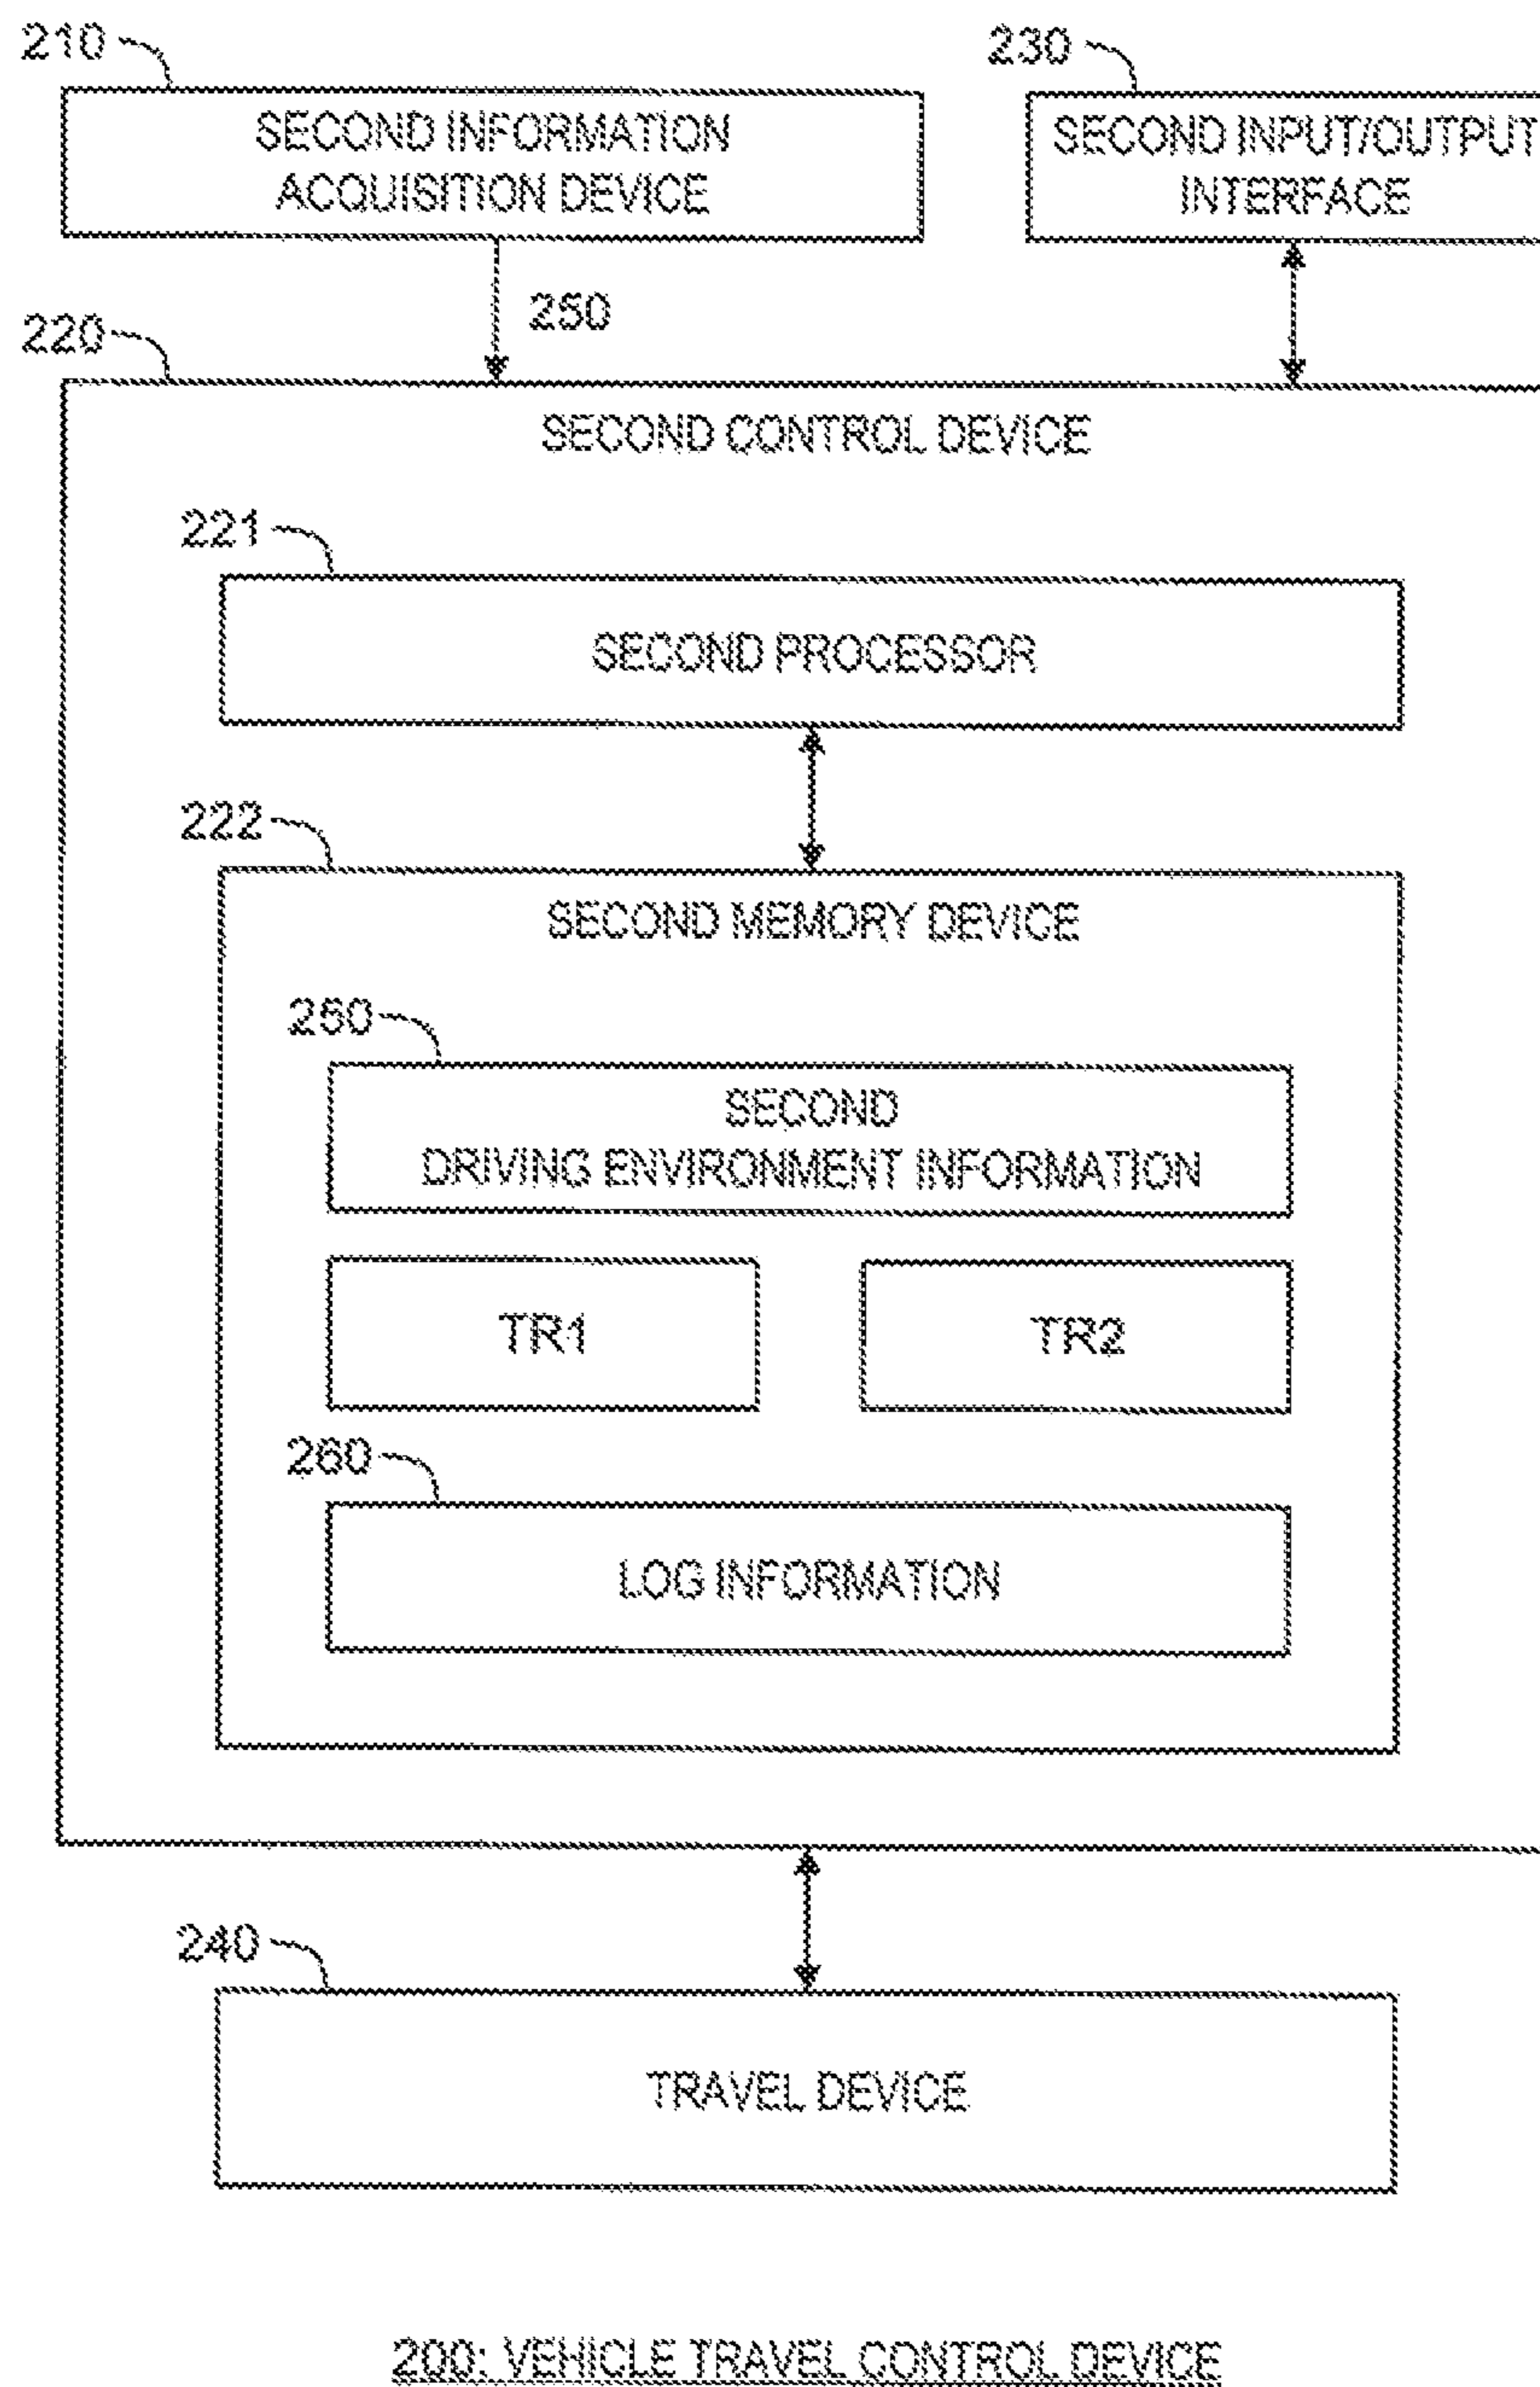 210
230
SECOND INFORMATION
ACQUISITION DEVICE
SECOND INPUT/OUTPUT
INTERFACE
250
220
SECOND CONTROL DEVICE
221
SECOND PROCESSOR
222
SECOND MEMORY DEVICE
250
SECOND
DRIVING ENVIRONMENT INFORMATION
TR1
TR2
260
LOG INFORMATION
240
TRAVEL DEVICE
200: VEHICLE TRAVEL CONTROL DEVICE